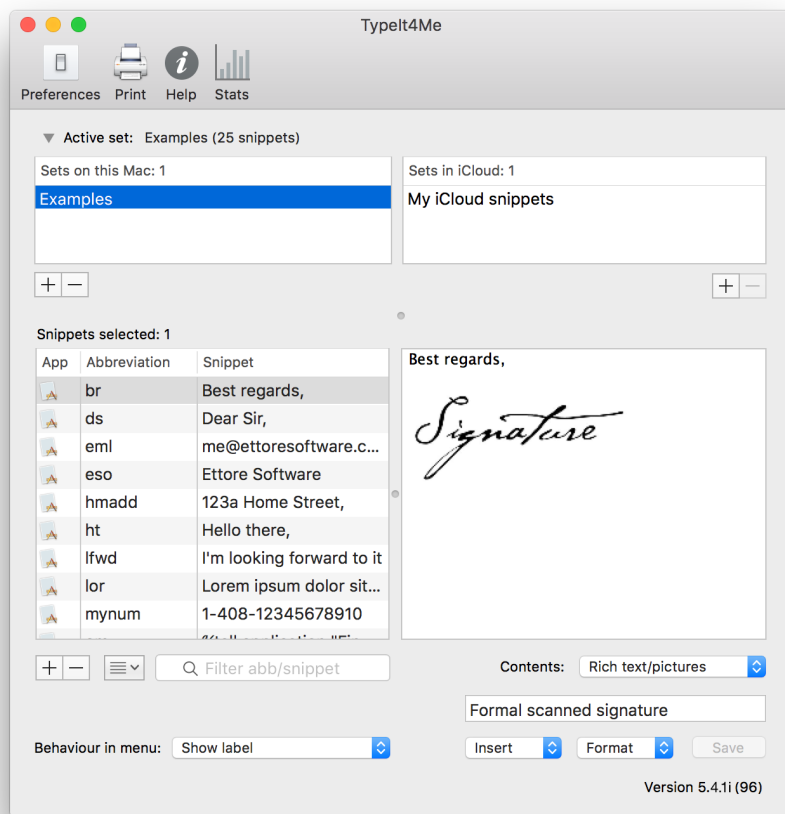 TypeIt4Me
Preferences Print Help Stats
Active set: Examples (25 snippets)
Sets on this Mac: 1
Examples
Sets in iCloud: 1
My iCloud snippets
Snippets selected: 1
App Abbreviation Snippet
br Best regards,
ds Dear Sir,
eml me@ettoresoftware.c...
eso Ettore Software
hmadd 123a Home Street,
ht Hello there,
lfwd I'm looking forward to it
lor Lorem ipsum dolor sit...
mynum 1-408-12345678910
Best regards,
Signature
Filter abb/snippet
Contents: Rich text/pictures
Formal scanned signature
Behaviour in menu: Show label
Insert Format Save
Version 5.4.1i (96)